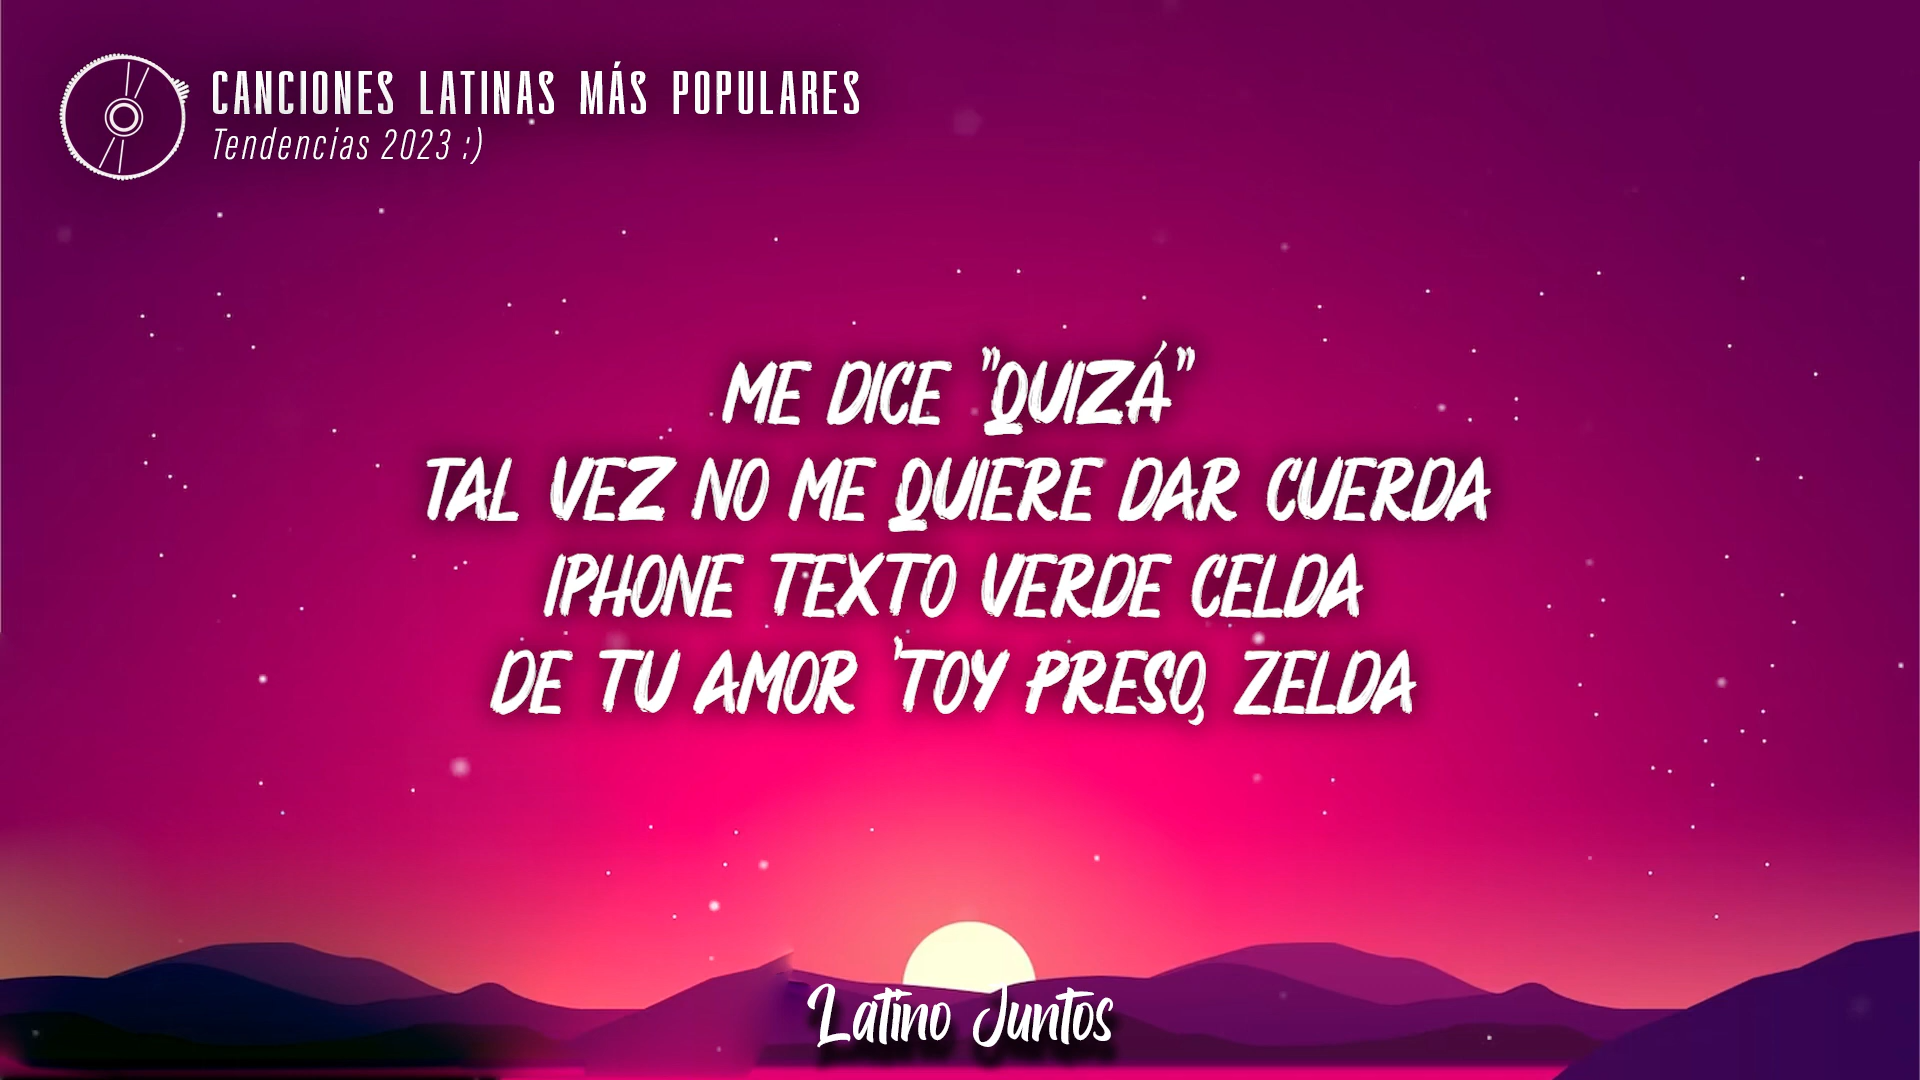 CANCIONES LATINAS MÁS POPULARES
Tendencias 2023 :)
ME DICE "QUIZÁ"
TAL VEZ NO ME QUIERE DAR CUERDA
IPHONE TEXTO VERDE CELDA
DE TU AMOR 'TOY PRESO, ZELDA
Latino Juntos